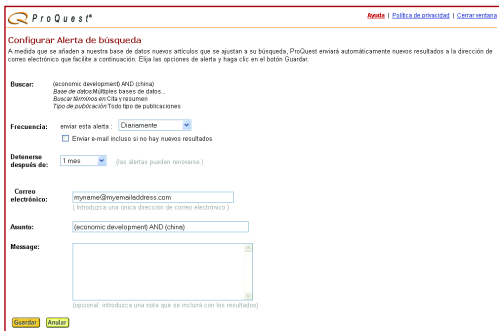 ProQuest®
Ayuda | Política de privacidad | Cerrar ventana
Configurar Alerta de búsqueda
A medida que se añaden a nuestra base de datos nuevos artículos que se ajustan a su búsqueda, ProQuest enviará automáticamente nuevos resultados a la dirección de
correo electrónico que facilite a continuación. Elija las opciones de alerta y haga clic en el botón Guardar.
Buscar: (economic development) AND (china)
Base de datos:Múltiples bases de datos...
Buscar términos en:Cita y resumen
Tipo de publicación:Todo tipo de publicaciones
Frecuencia: enviar esta alerta : Diariamente
Enviar e-mail incluso si no hay nuevos resultados
Detenerse después de: 1 mes (las alertas pueden renovarse.)
Correo electrónico: myname@myemailaddress.com
( Introduzca una única dirección de correo electrónico )
Asunto: (economic development) AND (china)
Message:
(opcional: introduzca una nota que se incluirá con los resultados)
Guardar Anular